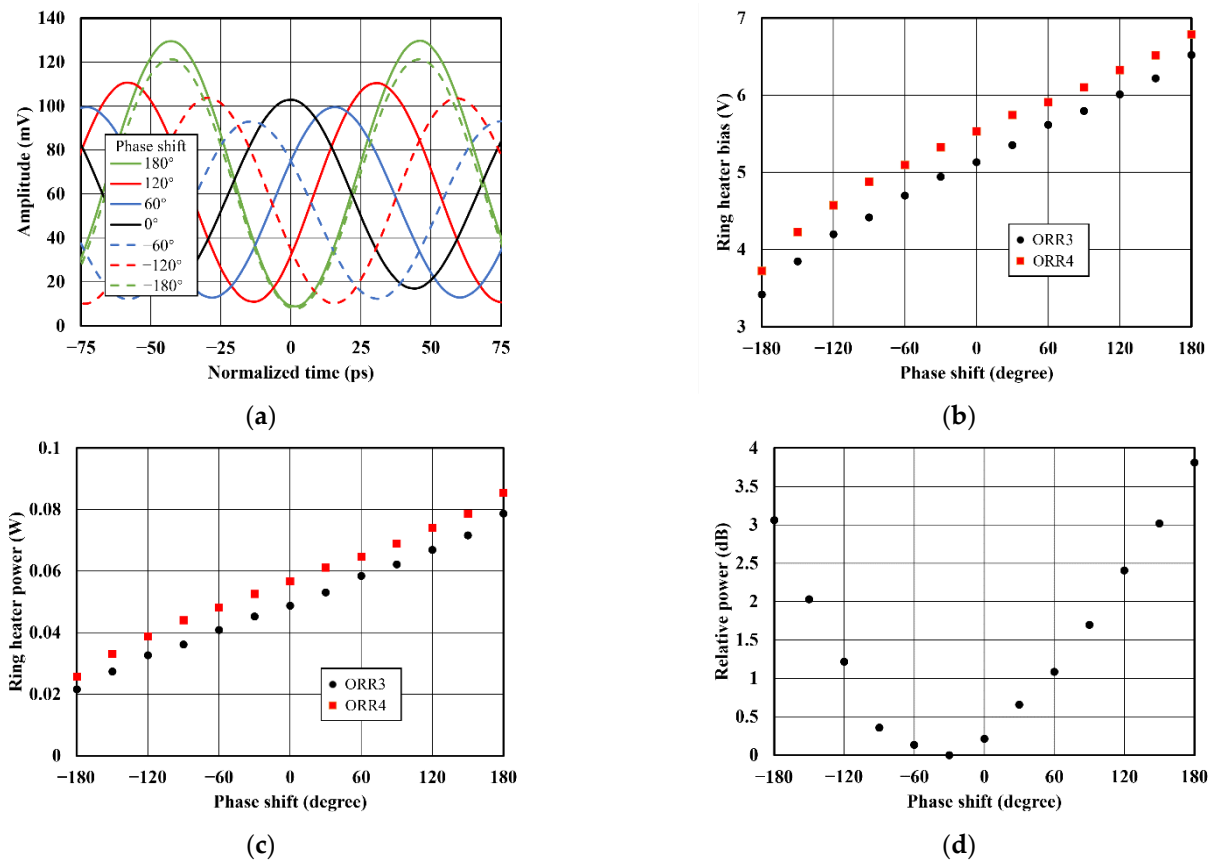 140
120
100
80
60
40
20
0
Amplitude (mV)
Phase shift
180°
120°
60°
0°
−60°
−120°
−180°
−75 −50 −25 0 25 50 75
Normalized time (ps)
(a)
7
6
5
4
3
Ring heater bias (V)
ORR3
ORR4
−180 −120 −60 0 60 120 180
Phase shift (degree)
(b)
0.1
0.08
0.06
0.04
0.02
0
Ring heater power (W)
ORR3
ORR4
−180 −120 −60 0 60 120 180
Phase shift (degree)
(c)
4
3.5
3
2.5
2
1.5
1
0.5
0
Relative power (dB)
−180 −120 −60 0 60 120 180
Phase shift (degree)
(d)